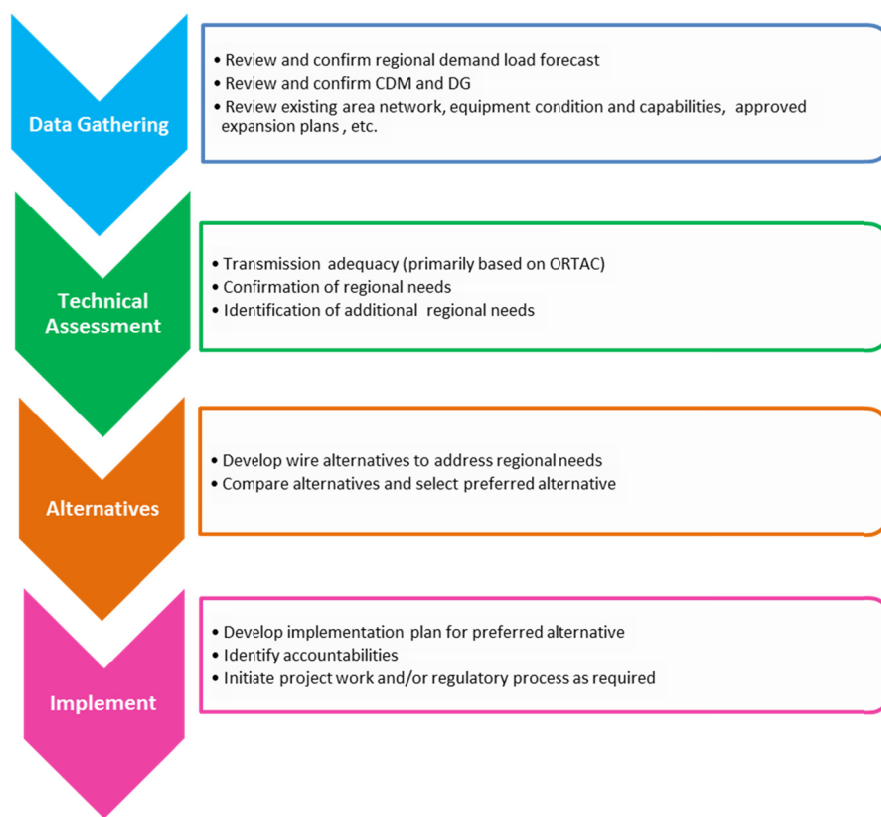 Data Gathering
• Review and confirm regional demand load forecast
• Review and confirm CDM and DG
• Review existing area network, equipment condition and capabilities, approved
expansion plans , etc.
Technical
Assessment
• Transmission adequacy (primarily based on ORTAC)
• Confirmation of regional needs
• Identification of additional regional needs
Alternatives
• Develop wire alternatives to address regionalneeds
• Compare alternatives and select preferred alternative
Implement
• Develop implementation plan for preferred alternative
• Identify accountabilities
• Initiate project work and/or regulatory process as required